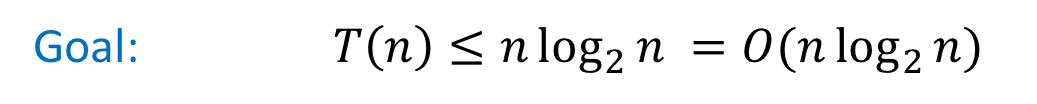 Goal: T(n) ≤ n log₂ n = O(n log₂ n)